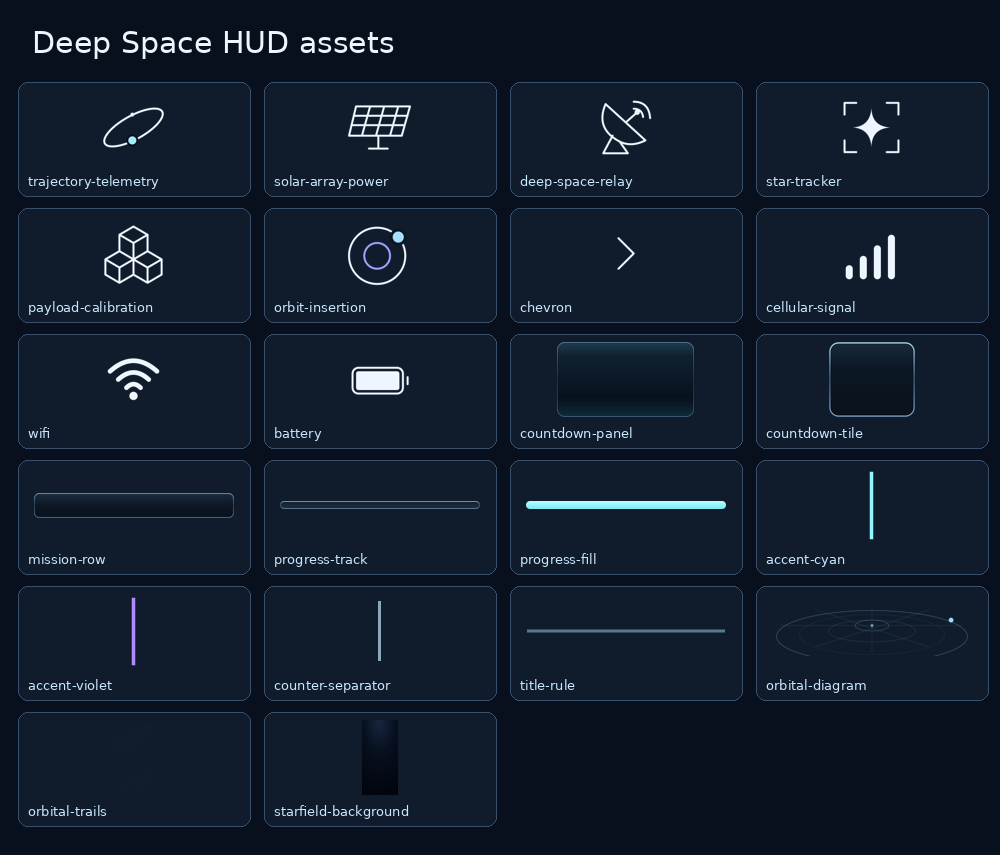 Deep Space HUD assets
trajectory-telemetry
solar-array-power
deep-space-relay
star-tracker
payload-calibration
orbit-insertion
chevron
cellular-signal
wifi
battery
countdown-panel
countdown-tile
mission-row
progress-track
progress-fill
accent-cyan
accent-violet
counter-separator
title-rule
orbital-diagram
orbital-trails
starfield-background